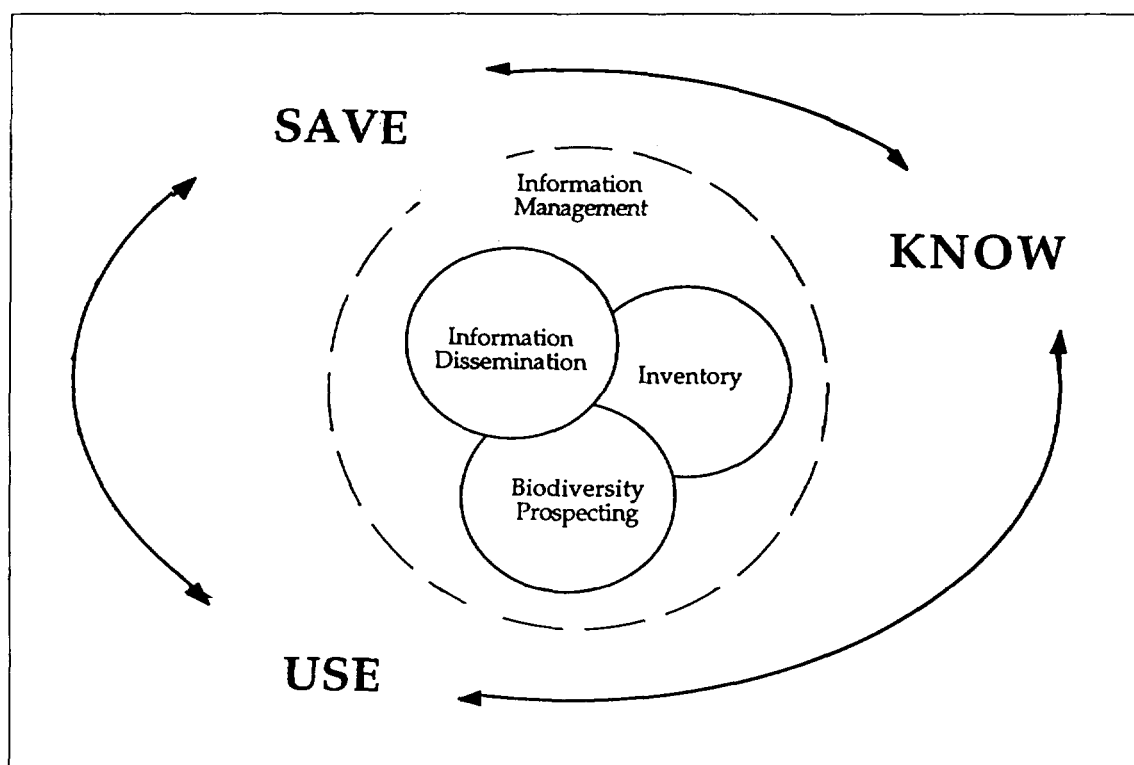 SAVE
Information
Management
KNOW
Information
Dissemination
Inventory
Biodiversity
Prospecting
USE